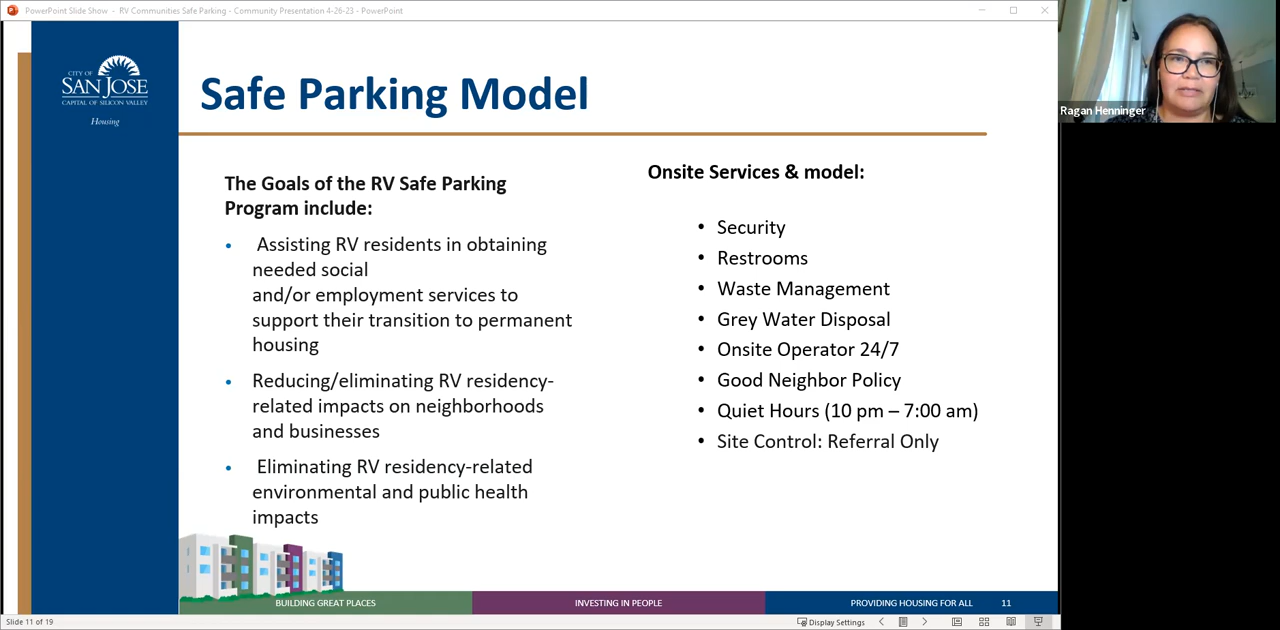 PowerPoint Slide Show - RV Communities Safe Parking - Community Presentation 4-26-23 - PowerPoint
CITY OF
SAN JOSE
CAPITAL OF SILICON VALLEY
Housing
Safe Parking Model
The Goals of the RV Safe Parking
Program include:
• Assisting RV residents in obtaining
needed social
and/or employment services to
support their transition to permanent
housing
• Reducing/eliminating RV residency-
related impacts on neighborhoods
and businesses
• Eliminating RV residency-related
environmental and public health
impacts
Onsite Services & model:
• Security
• Restrooms
• Waste Management
• Grey Water Disposal
• Onsite Operator 24/7
• Good Neighbor Policy
• Quiet Hours (10 pm – 7:00 am)
• Site Control: Referral Only
Ragan Henninger
BUILDING GREAT PLACES
INVESTING IN PEOPLE
PROVIDING HOUSING FOR ALL 11
Slide 11 of 19
Display Settings